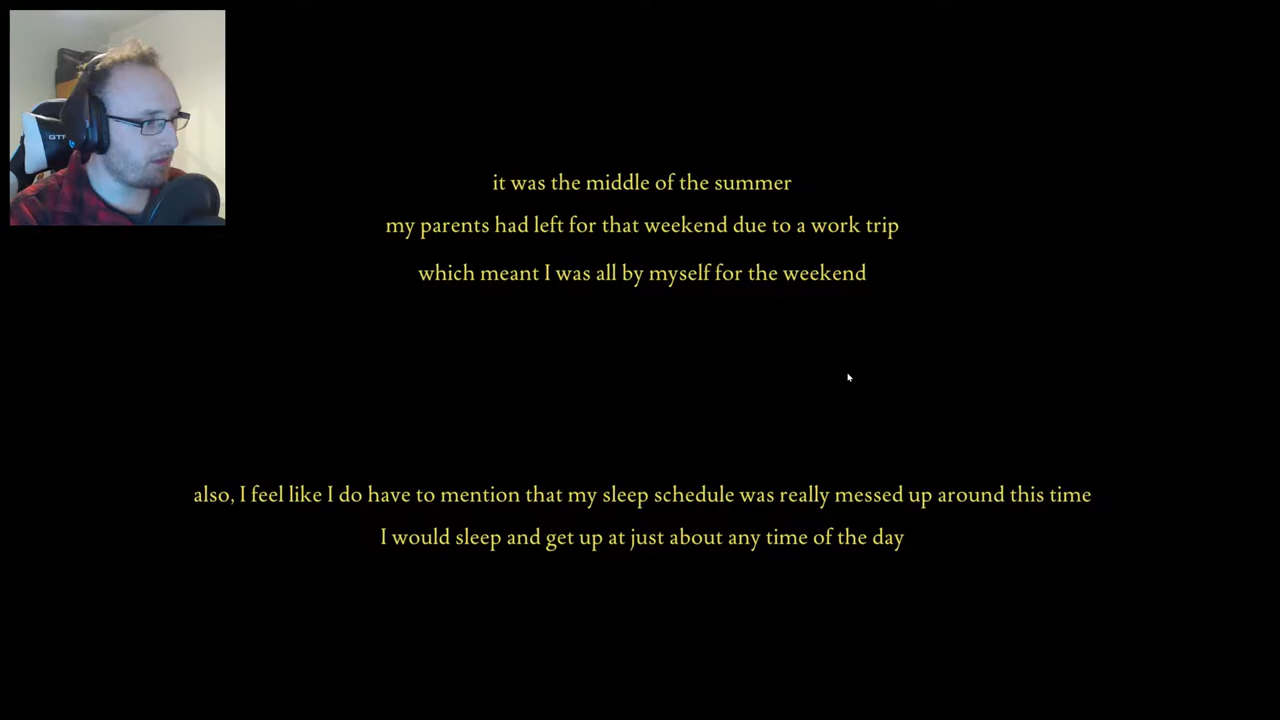 it was the middle of the summer
my parents had left for that weekend due to a work trip
which meant I was all by myself for the weekend
also, I feel like I do have to mention that my sleep schedule was really messed up around this time
I would sleep and get up at just about any time of the day